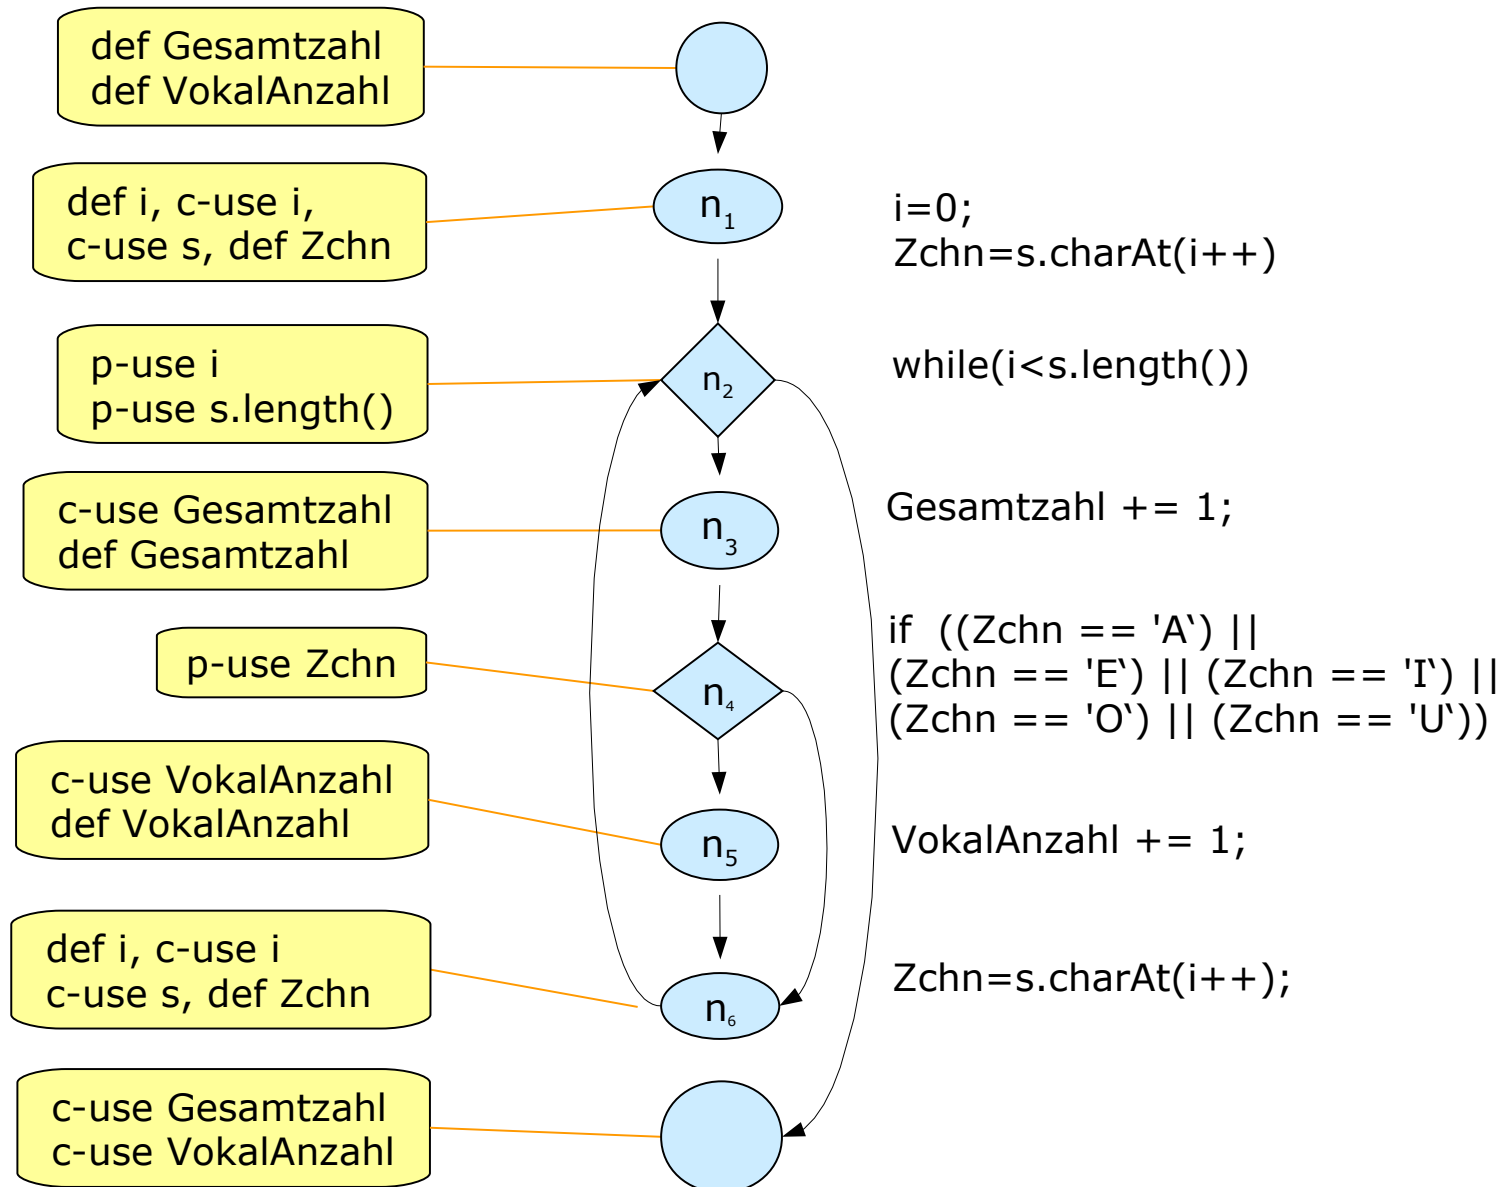 def Gesamtzahl
def VokalAnzahl
def i, c-use i,
c-use s, def Zchn
n1
i=0;
Zchn=s.charAt(i++)
p-use i
p-use s.length()
n2
while(i<s.length())
c-use Gesamtzahl
def Gesamtzahl
n3
Gesamtzahl += 1;
p-use Zchn
n4
if  ((Zchn == 'A‘) ||
(Zchn == 'E‘) || (Zchn == 'I‘) ||
(Zchn == 'O‘) || (Zchn == 'U‘))
c-use VokalAnzahl
def VokalAnzahl
n5
VokalAnzahl += 1;
def i, c-use i
c-use s, def Zchn
n6
Zchn=s.charAt(i++);
c-use Gesamtzahl
c-use VokalAnzahl